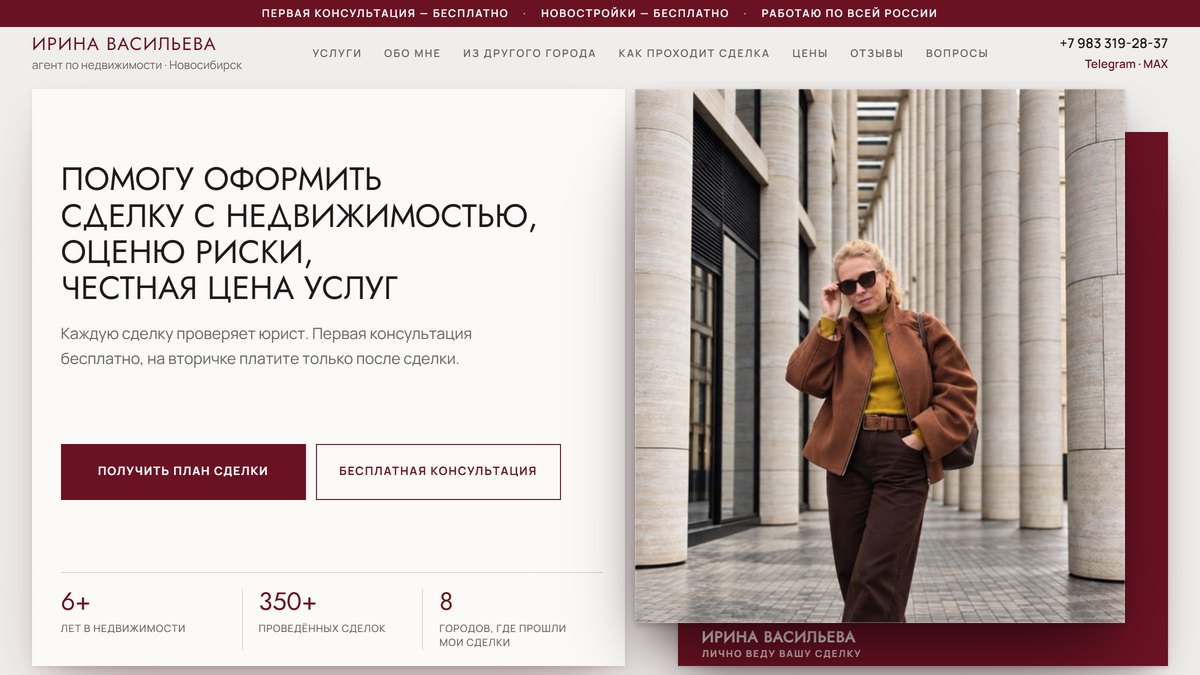 ПЕРВАЯ КОНСУЛЬТАЦИЯ — БЕСПЛАТНО · НОВОСТРОЙКИ — БЕСПЛАТНО · РАБОТАЮ ПО ВСЕЙ РОССИИ
ИРИНА ВАСИЛЬЕВА
агент по недвижимости · Новосибирск
УСЛУГИ ОБО МНЕ ИЗ ДРУГОГО ГОРОДА КАК ПРОХОДИТ СДЕЛКА ЦЕНЫ ОТЗЫВЫ ВОПРОСЫ
+7 983 319-28-37
Telegram · MAX
ПОМОГУ ОФОРМИТЬ
СДЕЛКУ С НЕДВИЖИМОСТЬЮ,
ОЦЕНЮ РИСКИ,
ЧЕСТНАЯ ЦЕНА УСЛУГ
Каждую сделку проверяет юрист. Первая консультация
бесплатно, на вторичке платите только после сделки.
ПОЛУЧИТЬ ПЛАН СДЕЛКИ
БЕСПЛАТНАЯ КОНСУЛЬТАЦИЯ
6+
ЛЕТ В НЕДВИЖИМОСТИ
350+
ПРОВЕДЁННЫХ СДЕЛОК
8
ГОРОДОВ, ГДЕ ПРОШЛИ
МОИ СДЕЛКИ
ИРИНА ВАСИЛЬЕВА
ЛИЧНО ВЕДУ ВАШУ СДЕЛКУ